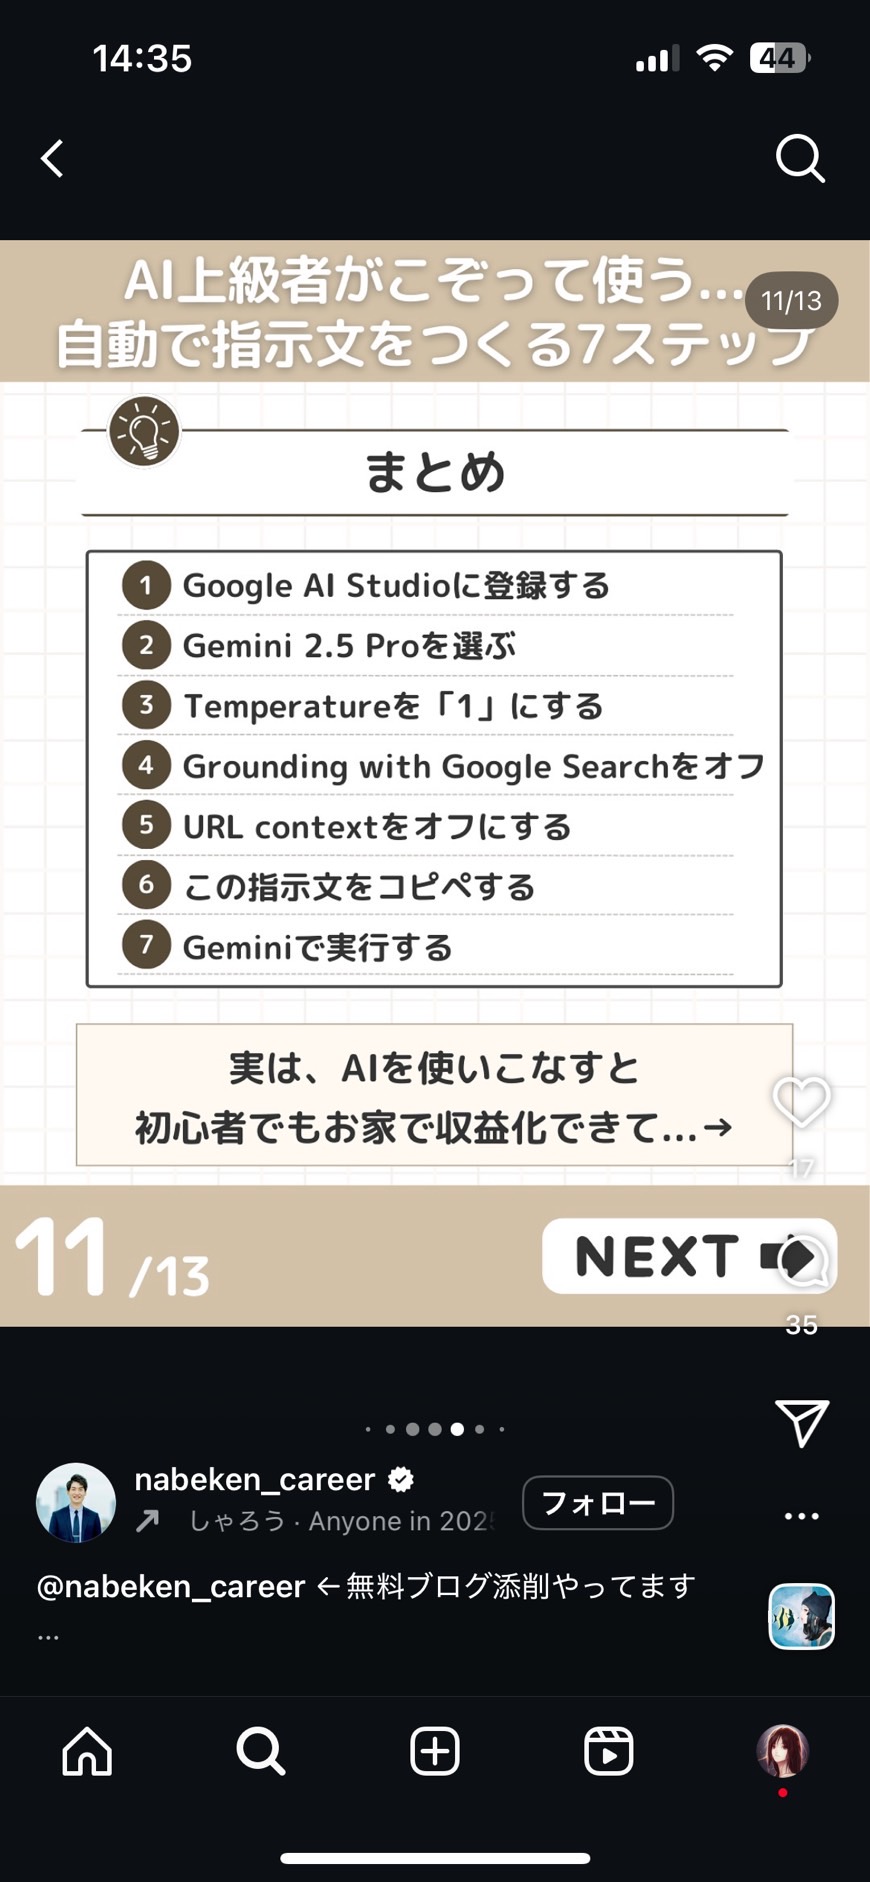 14:35
44
AI上級者がこぞって使う...
11/13
自動で指示文をつくる7ステップ
まとめ
1 Google AI Studioに登録する
2 Gemini 2.5 Proを選ぶ
3 Temperatureを「1」にする
4 Grounding with Google Searchをオフ
5 URL contextをオフにする
6 この指示文をコピペする
7 Geminiで実行する
実は、AIを使いこなすと
初心者でもお家で収益化できて...→
17
11/13
NEXT
35
nabeken_career
しゃろう · Anyone in 2025
フォロー
@nabeken_career ←無料ブログ添削やってます
...